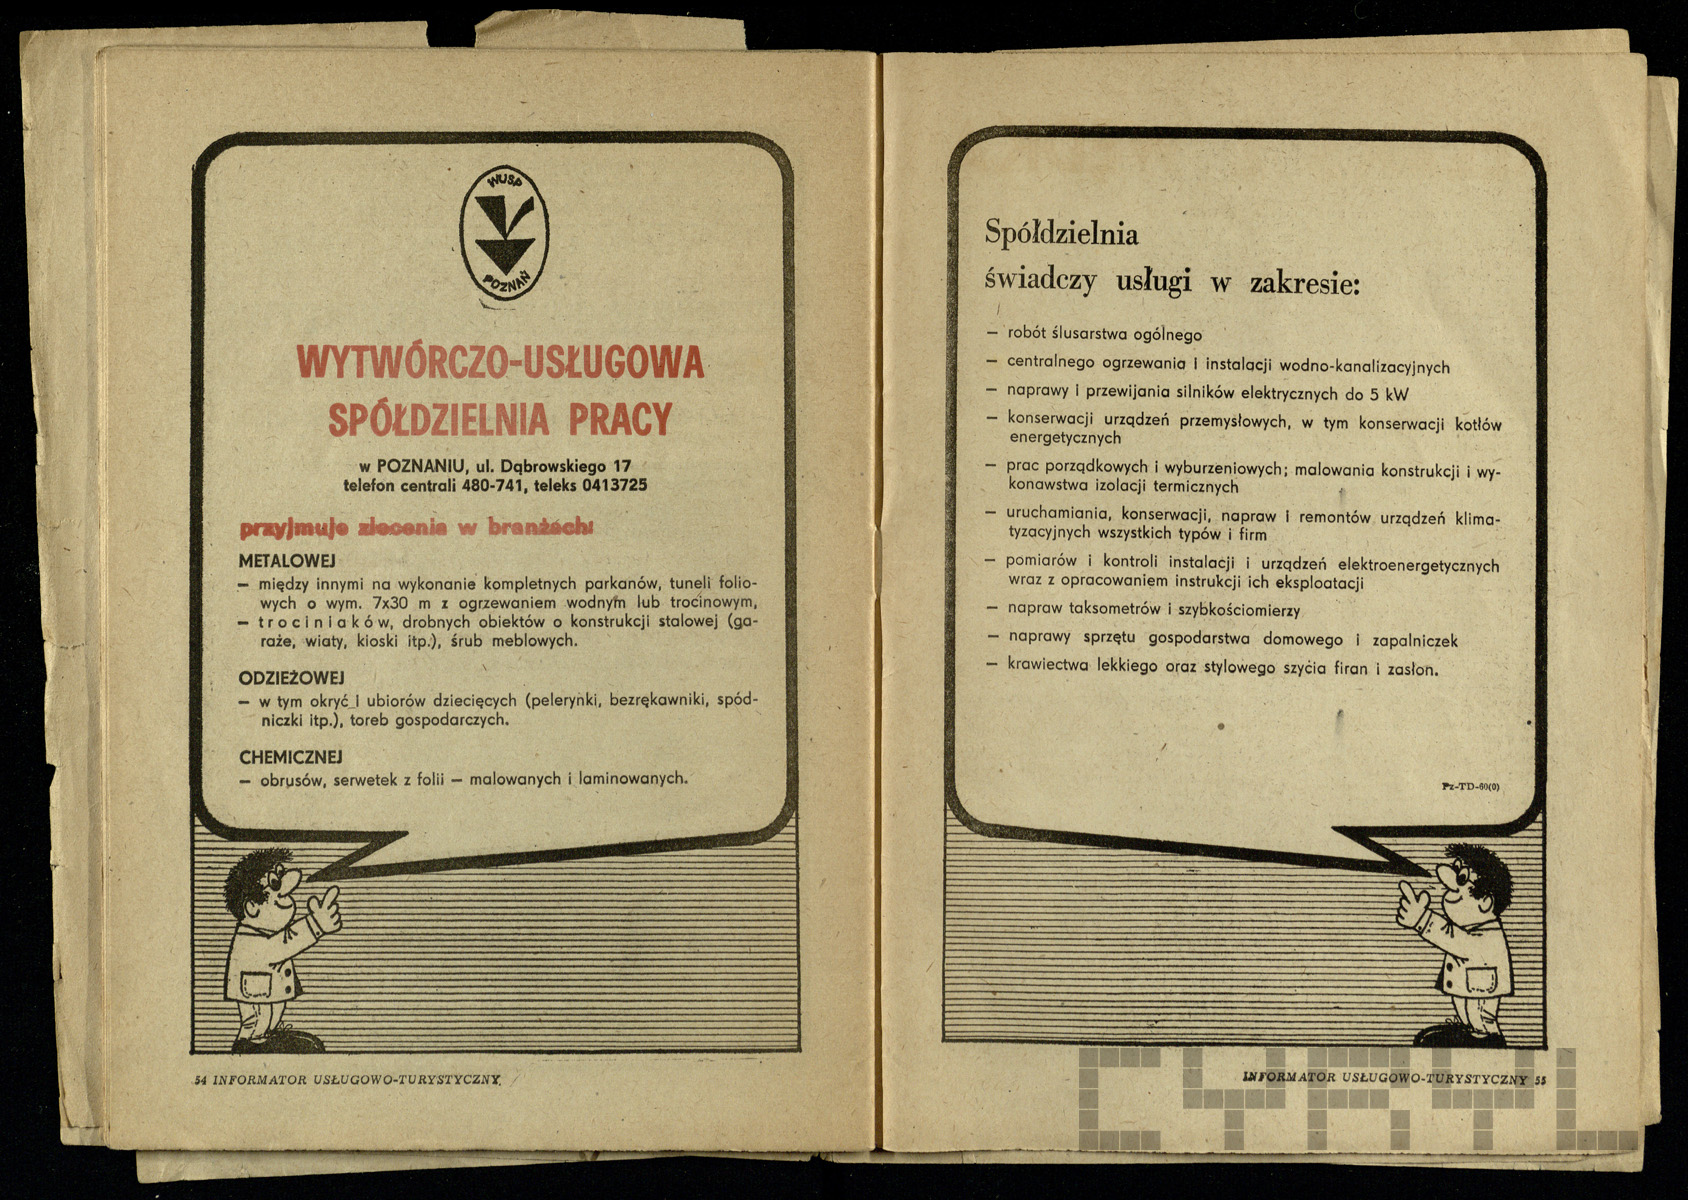 WUSP
POZNAŃ
WYTWÓRCZO-USŁUGOWA
SPÓŁDZIELNIA PRACY
w POZNANIU, ul. Dąbrowskiego 17
telefon centrali 480-741, teleks 0413725
przyjmuje zlecenia w branżach:
METALOWEJ
— między innymi na wykonanie kompletnych parkanów, tuneli folio-
wych o wym. 7x30 m z ogrzewaniem wodnym lub trocinowym,
— trociniaków, drobnych obiektów o konstrukcji stalowej (ga-
raże, wiaty, kioski itp.), śrub meblowych.
ODZIEŻOWEJ
— w tym okryć i ubiorów dziecięcych (pelerynki, bezrękawniki, spód-
niczki itp.), toreb gospodarczych.
CHEMICZNEJ
— obrusów, serwetek z folii — malowanych i laminowanych.
54 INFORMATOR USŁUGOWO-TURYSTYCZNY
Spółdzielnia
świadczy usługi w zakresie:
— robót ślusarstwa ogólnego
— centralnego ogrzewania i instalacji wodno-kanalizacyjnych
— naprawy i przewijania silników elektrycznych do 5 kW
— konserwacji urządzeń przemysłowych, w tym konserwacji kotłów
energetycznych
— prac porządkowych i wyburzeniowych; malowania konstrukcji i wy-
konawstwa izolacji termicznych
— uruchamiania, konserwacji, napraw i remontów urządzeń klima-
tyzacyjnych wszystkich typów i firm
— pomiarów i kontroli instalacji i urządzeń elektroenergetycznych
wraz z opracowaniem instrukcji ich eksploatacji
— napraw taksometrów i szybkościomierzy
— naprawy sprzętu gospodarstwa domowego i zapalniczek
— krawiectwa lekkiego oraz stylowego szycia firan i zasłon.
Pz-TD-60(0)
INFORMATOR USŁUGOWO-TURYSTYCZNY 55
CYRYL